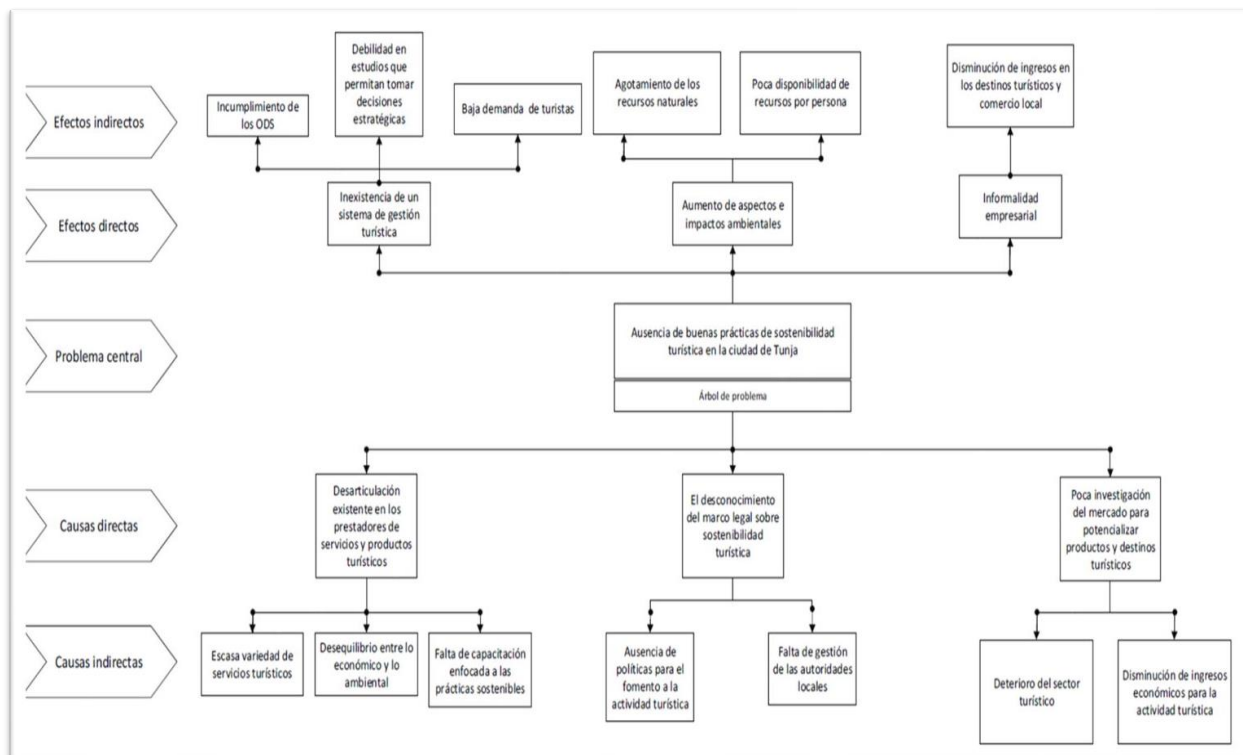 Efectos indirectos
Incumplimiento de
los ODS
Debilidad en
estudios que
permitan tomar
decisiones
estratégicas
Baja demanda de turistas
Agotamiento de los
recursos naturales
Poca disponibilidad de
recursos por persona
Disminución de ingresos en
los destinos turísticos y
comercio local
Efectos directos
Inexistencia de un
sistema de gestión
turística
Aumento de aspectos e
impactos ambientales
Informalidad
empresarial
Problema central
Ausencia de buenas prácticas de sostenibilidad
turística en la ciudad de Tunja
Árbol de problema
Causas directas
Desarticulación
existente en los
prestadores de
servicios y productos
turísticos
El desconocimiento
del marco legal sobre
sostenibilidad
turística
Poca investigación
del mercado para
potencializar
productos y destinos
turísticos
Causas indirectas
Escasa variedad de
servicios turísticos
Desequilibrio entre lo
económico y lo
ambiental
Falta de capacitación
enfocada a las
prácticas sostenibles
Ausencia de
políticas para el
fomento a la
actividad turística
Falta de gestión
de las autoridades
locales
Deterioro del sector
turístico
Disminución de ingresos
económicos para la
actividad turística